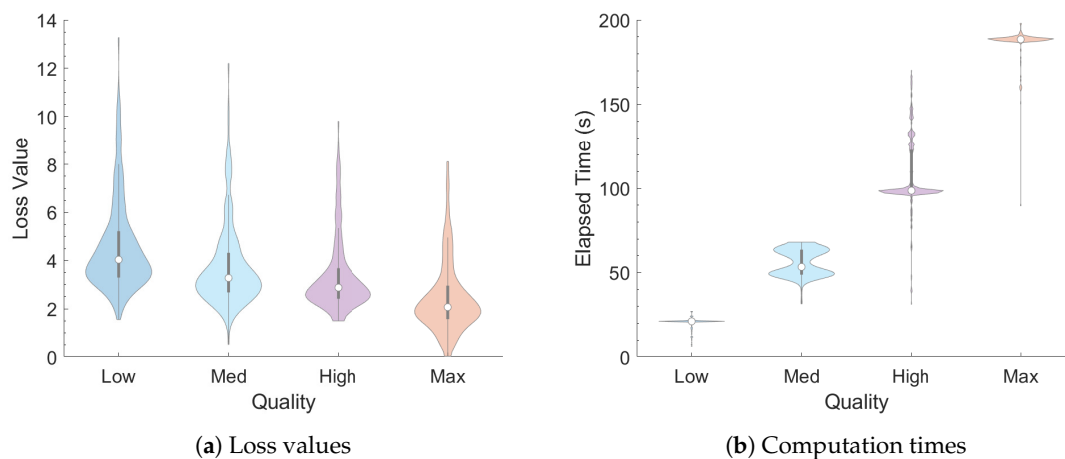 14
12
10
8
6
4
2
0
Loss Value
Low Med High Max
Quality
(a) Loss values
200
150
100
50
0
Elapsed Time (s)
Low Med High Max
Quality
(b) Computation times